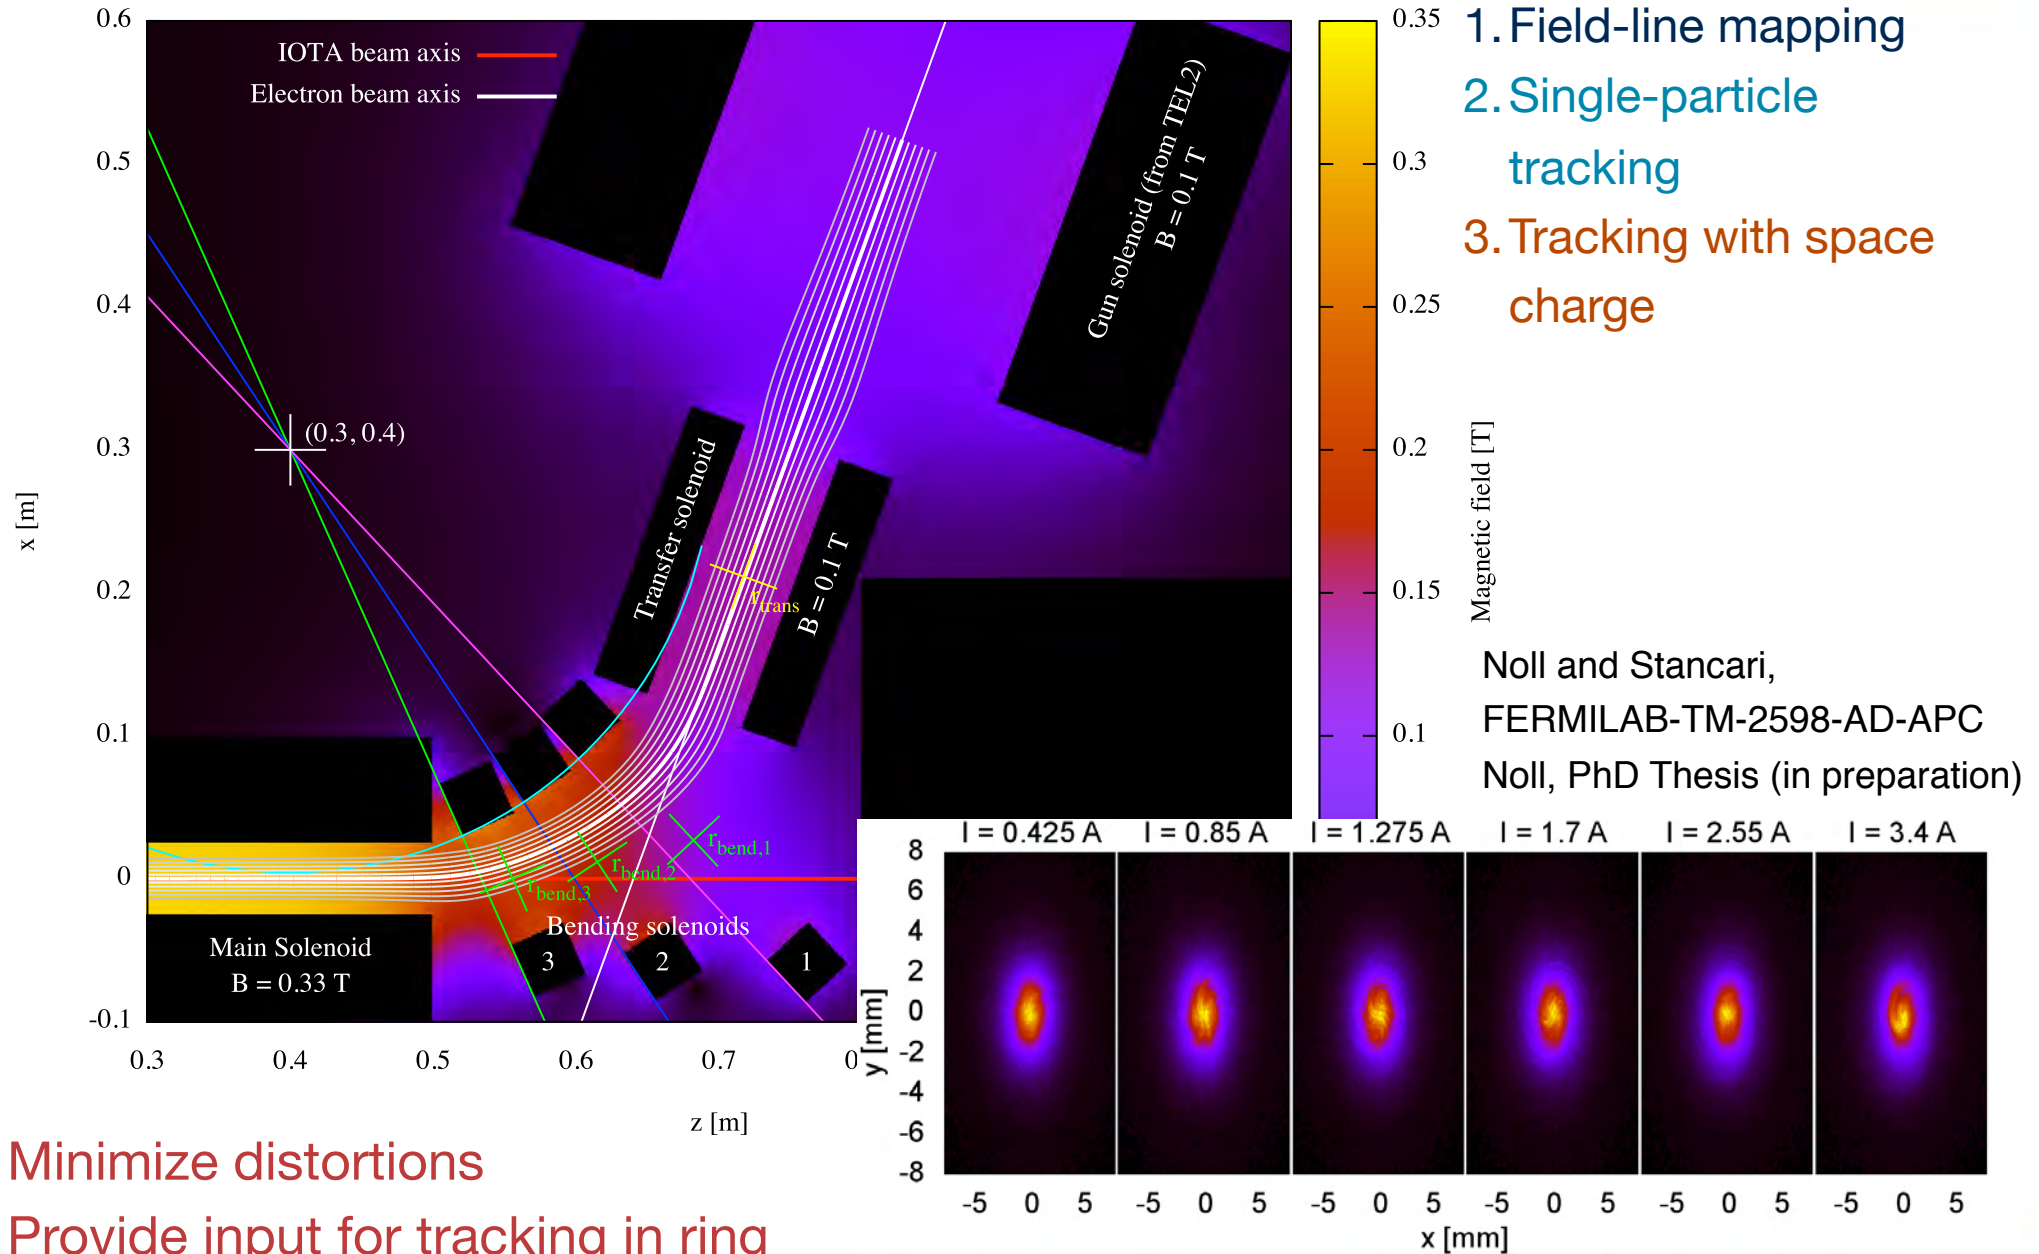 0.6
0.5
0.4
0.3
0.2
0.1
0
-0.1
x [m]
0.3
0.4
0.5
0.6
0.7
0
z [m]
IOTA beam axis
Electron beam axis
(0.3, 0.4)
Gun solenoid (from TEL2)
B = 0.1 T
Transfer solenoid
B = 0.1 T
r_trans
r_bend,1
r_bend,2
r_bend,3
Bending solenoids
3
2
1
Main Solenoid
B = 0.33 T
0.35
0.3
0.25
0.2
0.15
0.1
Magnetic field [T]
1. Field-line mapping
2. Single-particle
tracking
3. Tracking with space
charge
Noll and Stancari,
FERMILAB-TM-2598-AD-APC
Noll, PhD Thesis (in preparation)
I = 0.425 A
I = 0.85 A
I = 1.275 A
I = 1.7 A
I = 2.55 A
I = 3.4 A
8
6
4
2
0
-2
-4
-6
-8
y [mm]
-5 0 5
-5 0 5
-5 0 5
-5 0 5
-5 0 5
-5 0 5
x [mm]
Minimize distortions
Provide input for tracking in ring